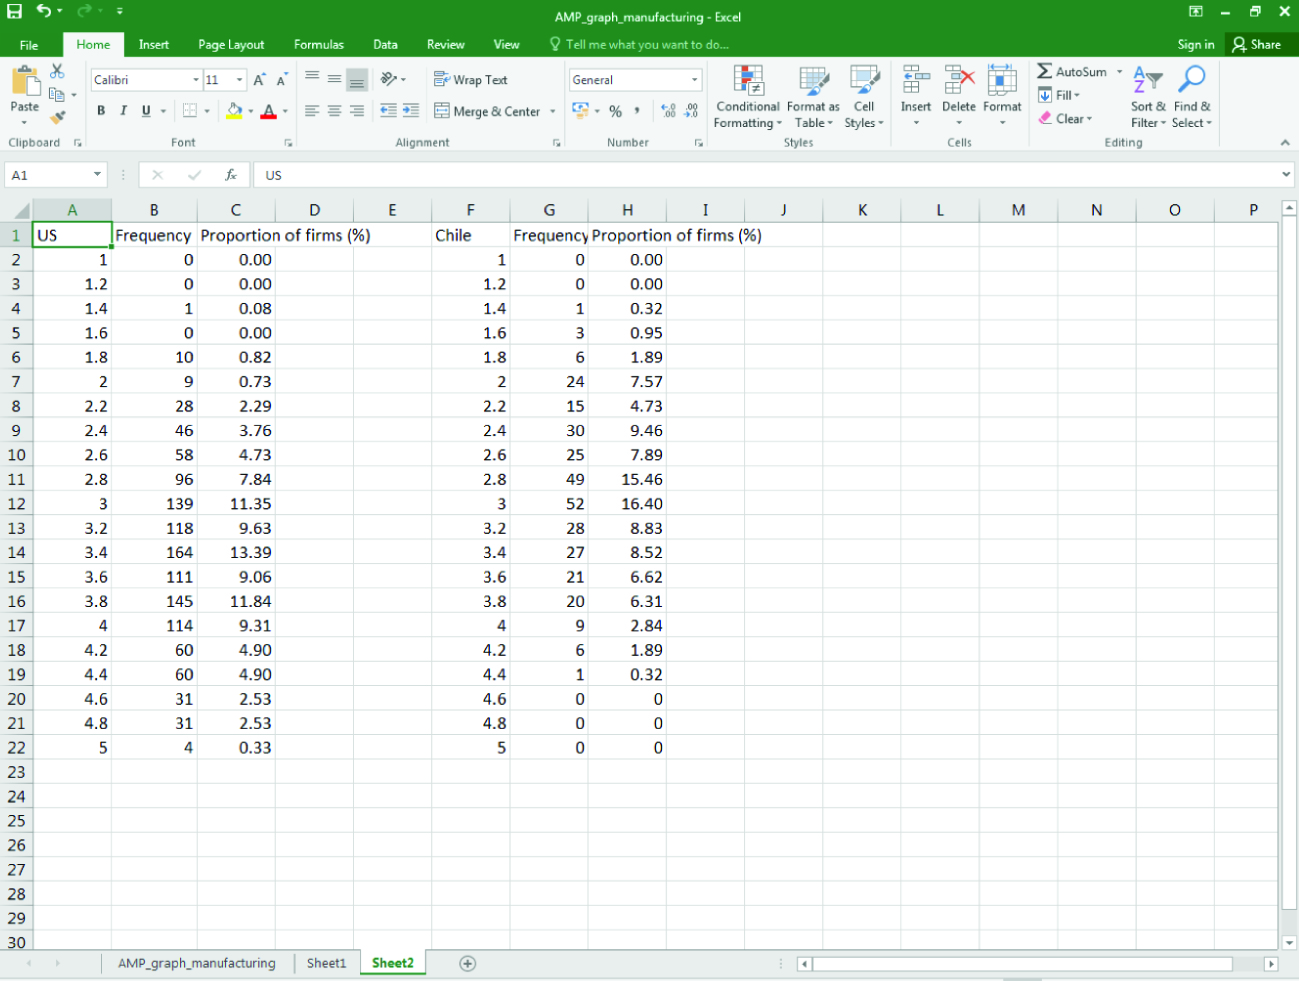 AMP_graph_manufacturing - Excel
File Home Insert Page Layout Formulas Data Review View Tell me what you want to do... Sign in Share
Calibri 11 Wrap Text General AutoSum
Paste B I U Merge & Center % , Conditional Formatting Format as Table Cell Styles Insert Delete Format Fill Clear Sort & Filter Find & Select
Clipboard Font Alignment Number Styles Cells Editing
A1 fx US
A B C D E F G H I J K L M N O P
1 US Frequency Proportion of firms (%) Chile Frequency Proportion of firms (%)
2 1 0 0.00 1 0 0.00
3 1.2 0 0.00 1.2 0 0.00
4 1.4 1 0.08 1.4 1 0.32
5 1.6 0 0.00 1.6 3 0.95
6 1.8 10 0.82 1.8 6 1.89
7 2 9 0.73 2 24 7.57
8 2.2 28 2.29 2.2 15 4.73
9 2.4 46 3.76 2.4 30 9.46
10 2.6 58 4.73 2.6 25 7.89
11 2.8 96 7.84 2.8 49 15.46
12 3 139 11.35 3 52 16.40
13 3.2 118 9.63 3.2 28 8.83
14 3.4 164 13.39 3.4 27 8.52
15 3.6 111 9.06 3.6 21 6.62
16 3.8 145 11.84 3.8 20 6.31
17 4 114 9.31 4 9 2.84
18 4.2 60 4.90 4.2 6 1.89
19 4.4 60 4.90 4.4 1 0.32
20 4.6 31 2.53 4.6 0 0
21 4.8 31 2.53 4.8 0 0
22 5 4 0.33 5 0 0
23
24
25
26
27
28
29
30
AMP_graph_manufacturing Sheet1 Sheet2